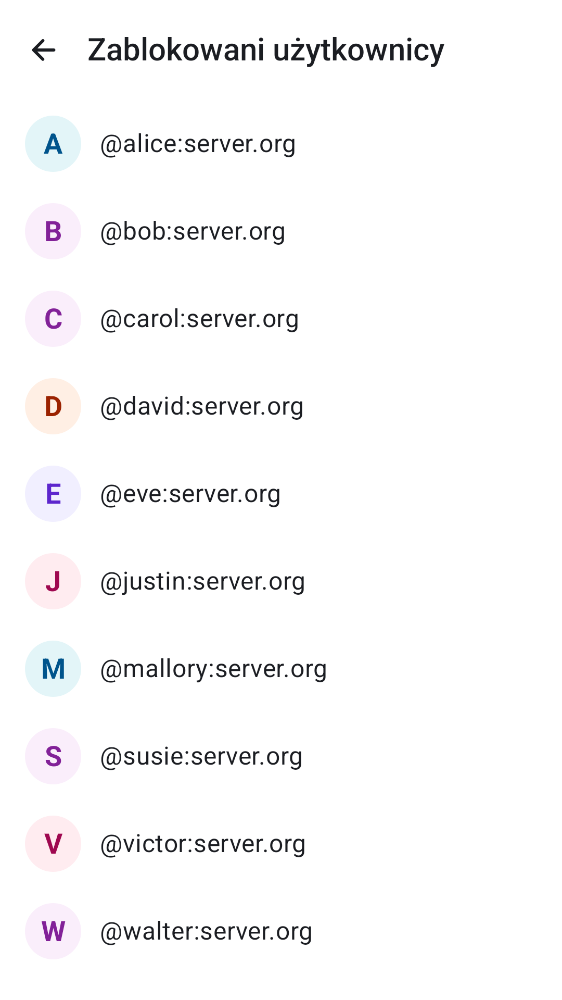 Zablokowani użytkownicy
A @alice:server.org
B @bob:server.org
C @carol:server.org
D @david:server.org
E @eve:server.org
J @justin:server.org
M @mallory:server.org
S @susie:server.org
V @victor:server.org
W @walter:server.org